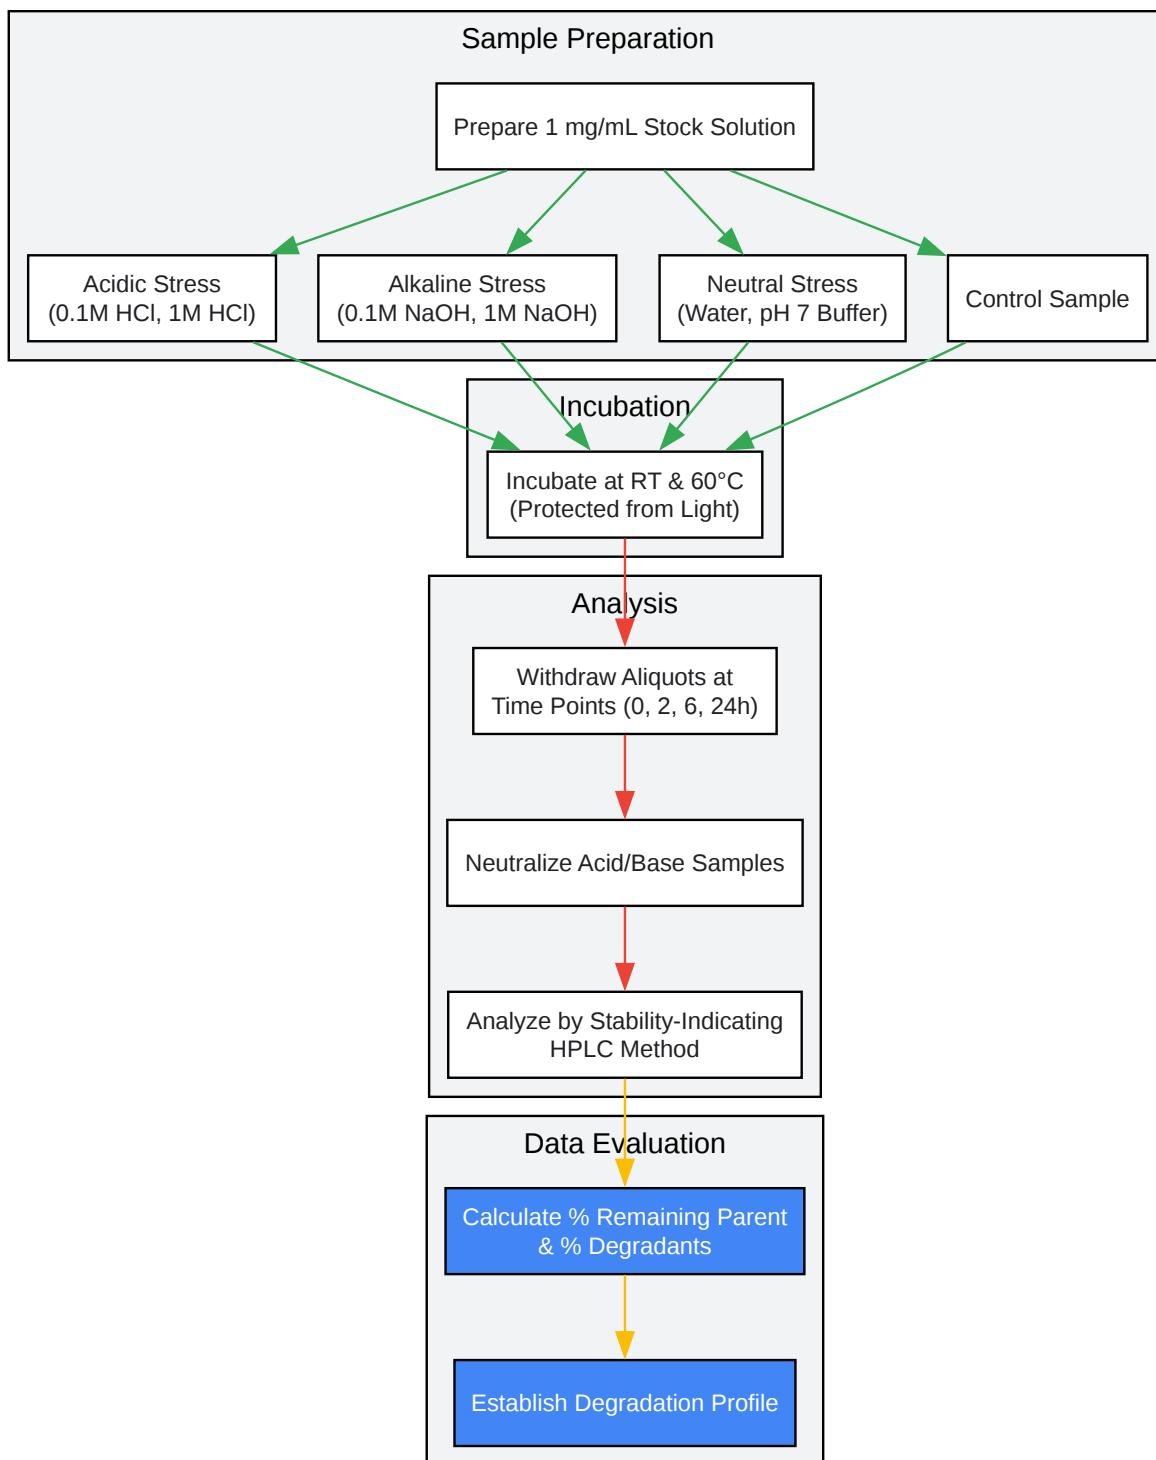 Sample Preparation
Prepare 1 mg/mL Stock Solution
Acidic Stress
(0.1M HCl, 1M HCl)
Alkaline Stress
(0.1M NaOH, 1M NaOH)
Neutral Stress
(Water, pH 7 Buffer)
Control Sample
Incubation
Incubate at RT & 60°C
(Protected from Light)
Analysis
Withdraw Aliquots at
Time Points (0, 2, 6, 24h)
Neutralize Acid/Base Samples
Analyze by Stability-Indicating
HPLC Method
Data Evaluation
Calculate % Remaining Parent
& % Degradants
Establish Degradation Profile